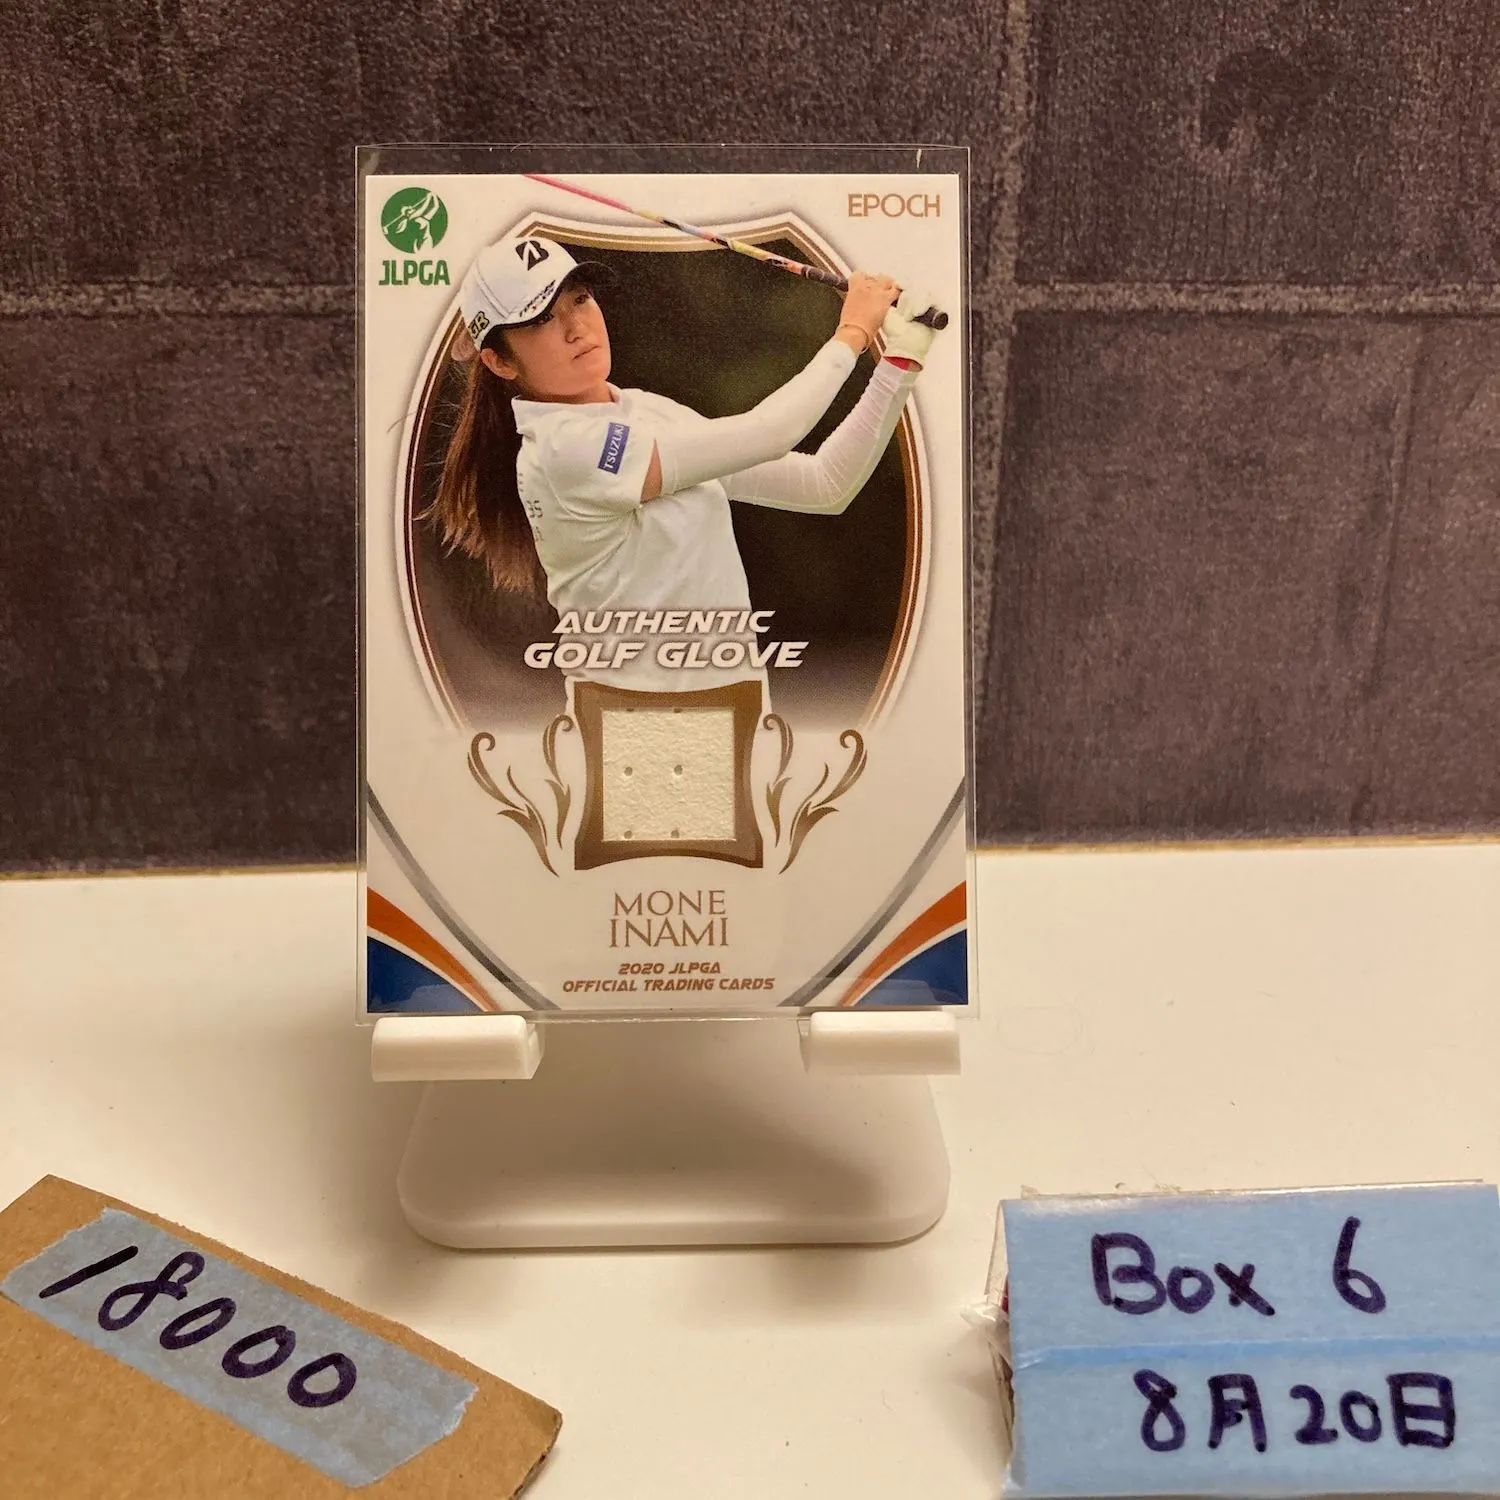 JLPGA
EPOCH
B
TSUZUKI
AUTHENTIC
GOLF GLOVE
MONE
INAMI
2020 JLPGA
OFFICIAL TRADING CARDS
18000
Box 6
8月20日